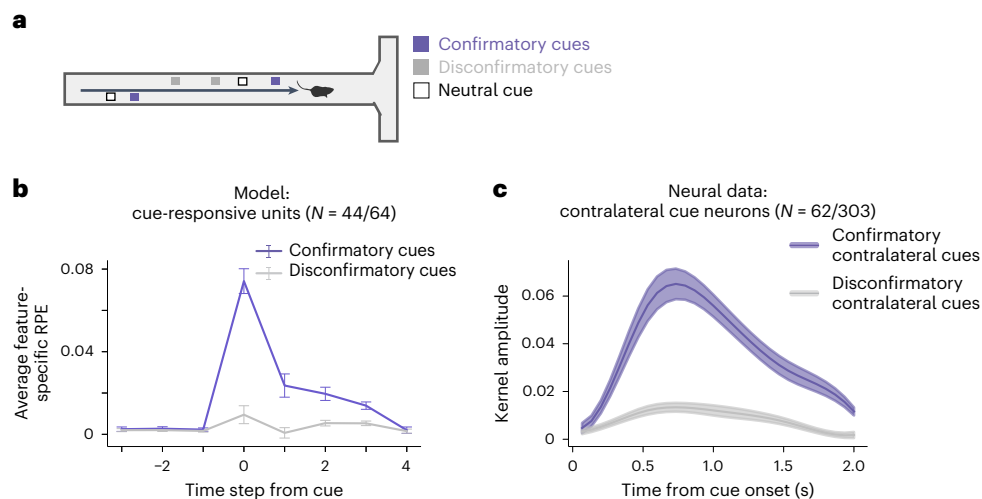 a
Confirmatory cues
Disconfirmatory cues
Neutral cue
b
Model:
cue-responsive units (N = 44/64)
Confirmatory cues
Disconfirmatory cues
Average feature-
specific RPE
0.08
0.04
0
−2
0
2
4
Time step from cue
c
Neural data:
contralateral cue neurons (N = 62/303)
Confirmatory
contralateral cues
Disconfirmatory
contralateral cues
Kernel amplitude
0.06
0.04
0.02
0
0
0.5
1.0
1.5
2.0
Time from cue onset (s)